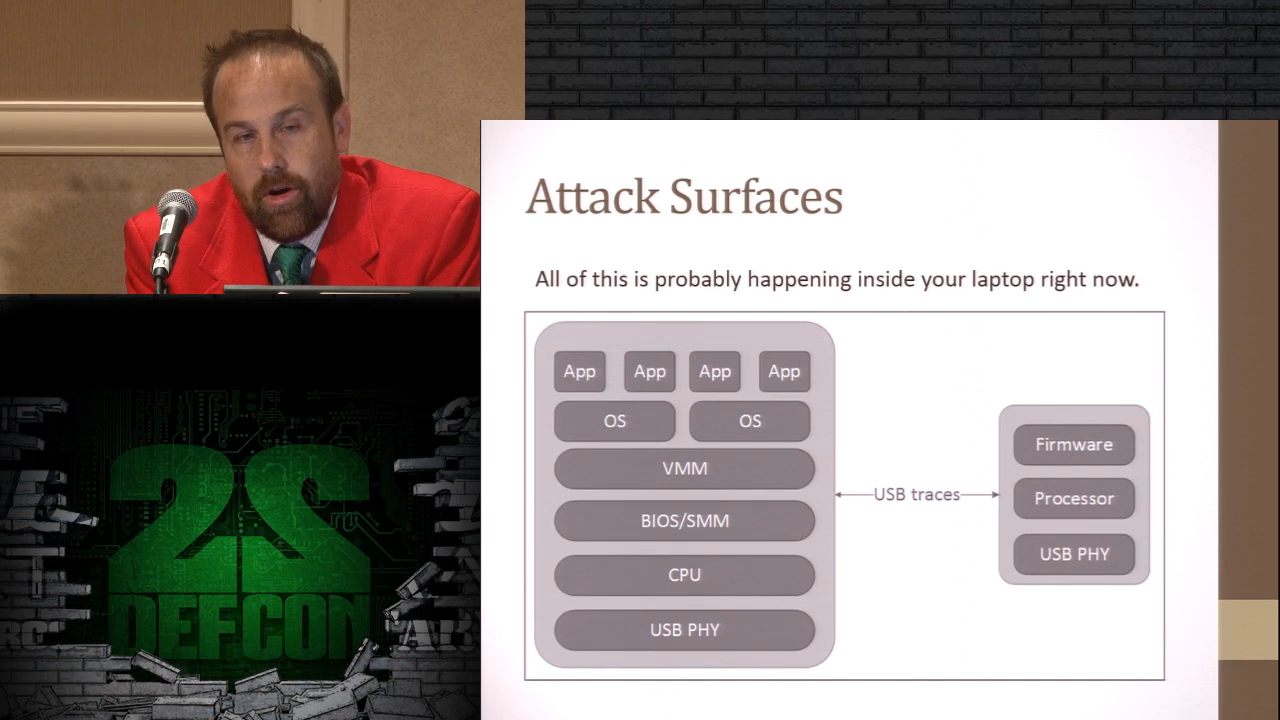 Attack Surfaces
All of this is probably happening inside your laptop right now.
App App App App
OS OS
VMM
BIOS/SMM
CPU
USB PHY
USB traces
Firmware
Processor
USB PHY
22
DEFCON